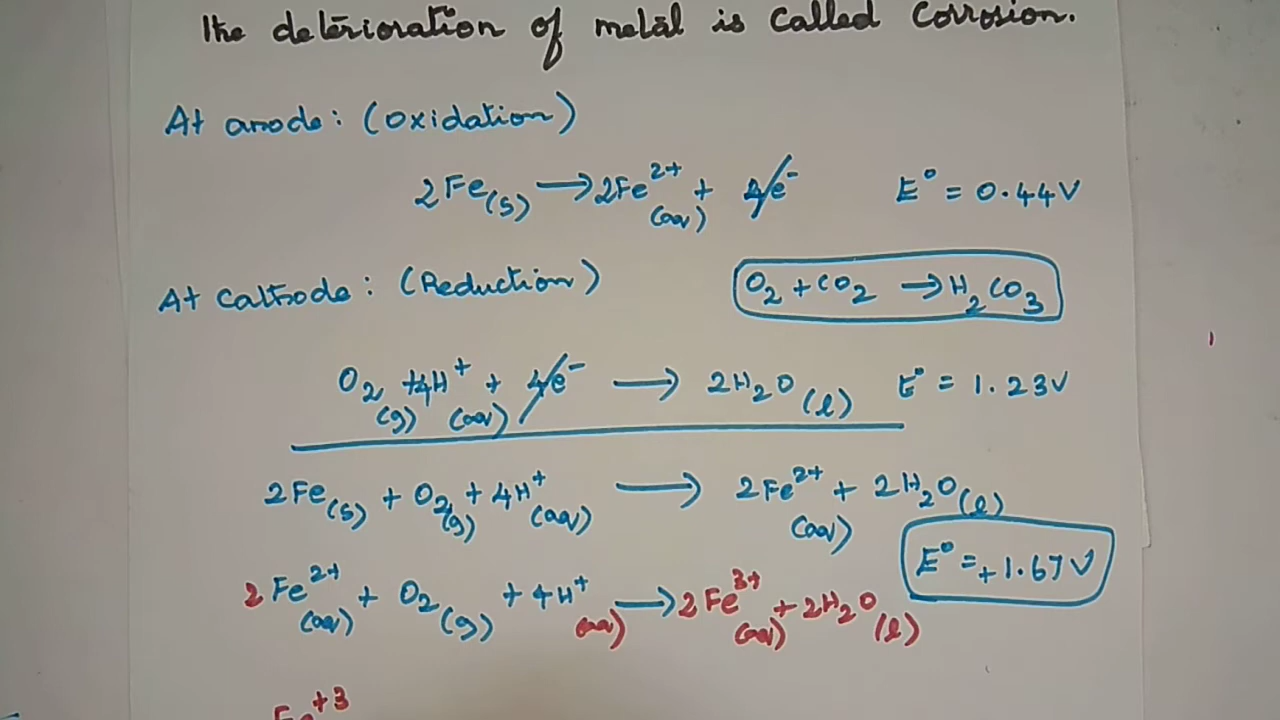 The deterioration of metal is called Corrosion.
At anode: (Oxidation)
2Fe(s) → 2Fe²⁺(aq) + 4e⁻ E° = 0.44V
At Cathode: (Reduction)
O₂ + CO₂ → H₂CO₃
O₂(g) + 4H⁺(aq) + 4e⁻ → 2H₂O(l) E° = 1.23V
2Fe(s) + O₂(g) + 4H⁺(aq) → 2Fe²⁺(aq) + 2H₂O(l)
E° = +1.67V
2Fe²⁺(aq) + O₂(g) + 4H⁺(aq) → 2Fe³⁺(aq) + 2H₂O(l)
Fe⁺³